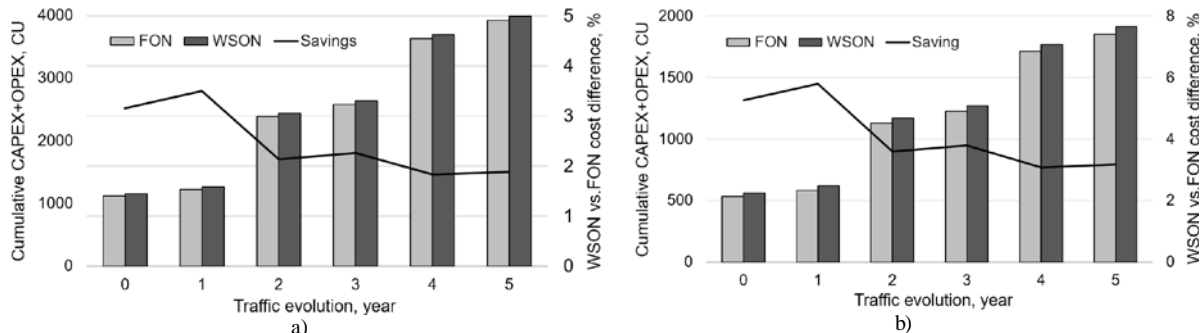 Cumulative CAPEX+OPEX, CU
4000
3000
2000
1000
0
FON WSON Savings
5
4
3
2
1
0
WSON vs.FON cost difference, %
0 1 2 3 4 5
Traffic evolution, year
a)
Cumulative CAPEX+OPEX, CU
2000
1500
1000
500
0
FON WSON Saving
8
6
4
2
0
WSON vs.FON cost difference, %
0 1 2 3 4 5
Traffic evolution, year
b)